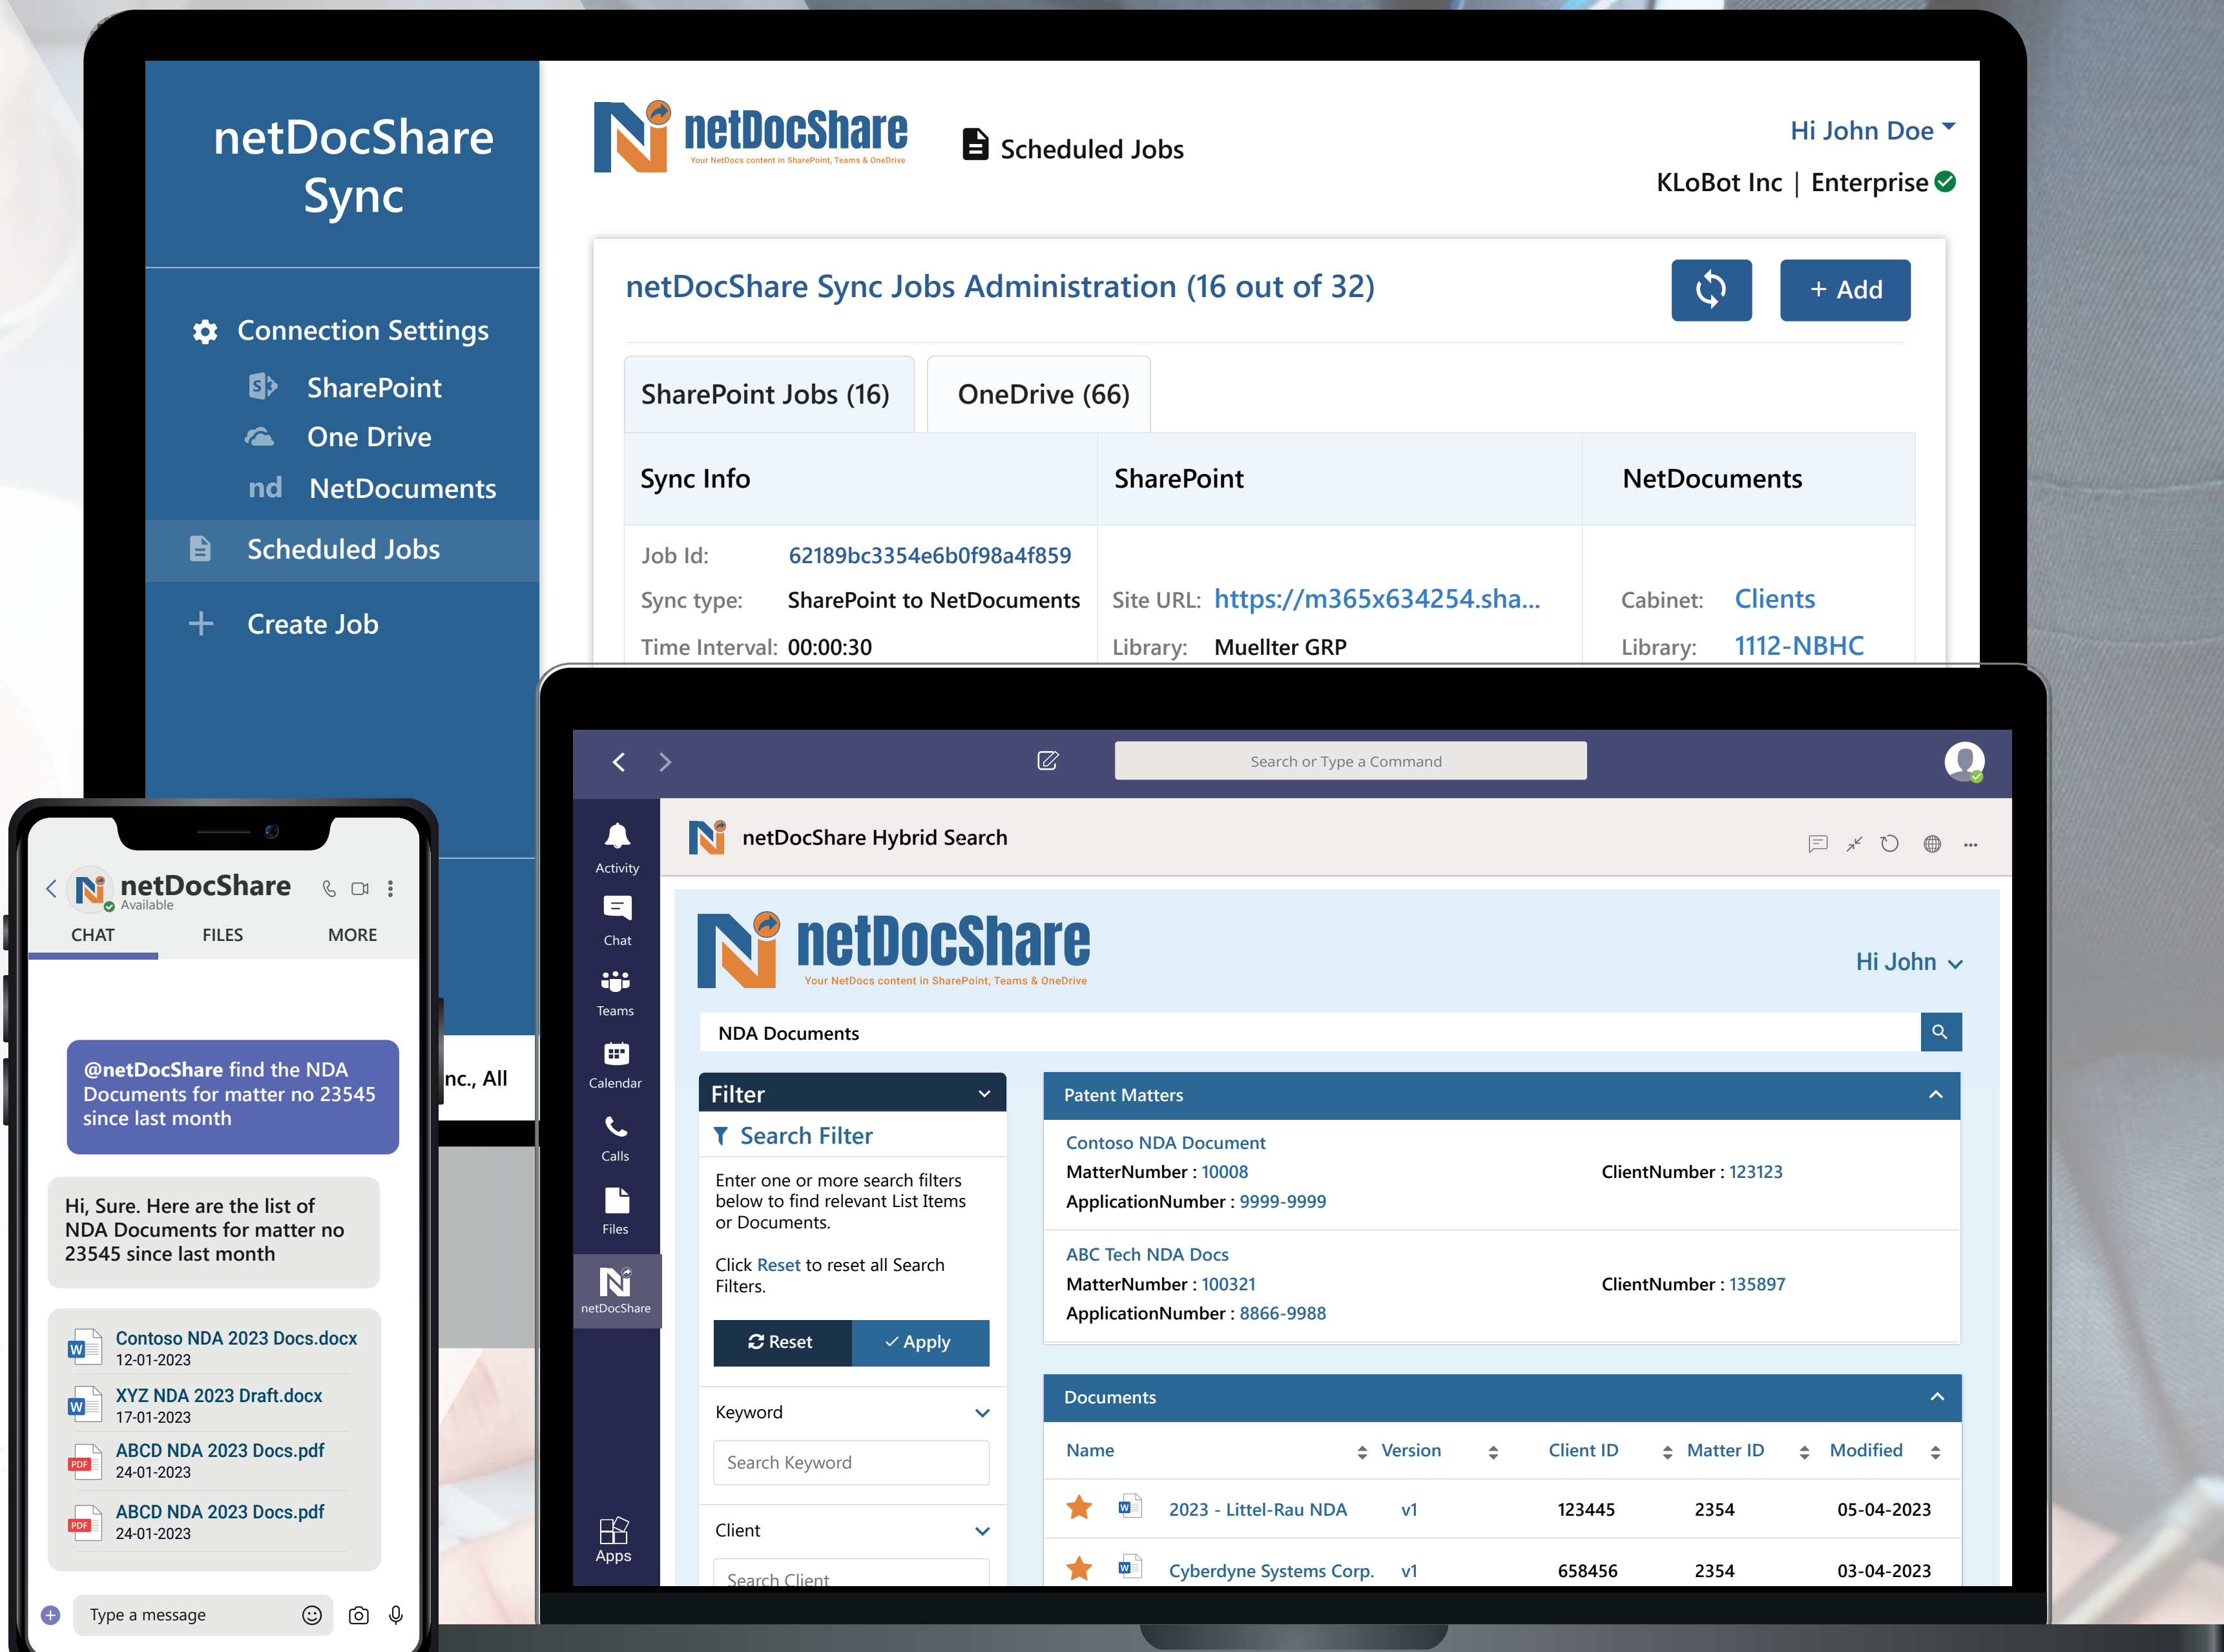 netDocShare
Sync
Connection Settings
SharePoint
One Drive
nd NetDocuments
Scheduled Jobs
Create Job
netDocShare
Your NetDocs content in SharePoint, Teams & OneDrive
Scheduled Jobs
Hi John Doe
KLoBot Inc | Enterprise
netDocShare Sync Jobs Administration (16 out of 32)
+ Add
SharePoint Jobs (16) OneDrive (66)
Sync Info SharePoint NetDocuments
Job Id: 62189bc3354e6b0f98a4f859
Sync type: SharePoint to NetDocuments Site URL: https://m365x634254.sha... Cabinet: Clients
Time Interval: 00:00:30 Library: Muellter GRP Library: 1112-NBHC
nc., All
netDocShare
Available
CHAT FILES MORE
@netDocShare find the NDA
Documents for matter no 23545
since last month
Hi, Sure. Here are the list of
NDA Documents for matter no
23545 since last month
W Contoso NDA 2023 Docs.docx
12-01-2023
W XYZ NDA 2023 Draft.docx
17-01-2023
PDF ABCD NDA 2023 Docs.pdf
24-01-2023
PDF ABCD NDA 2023 Docs.pdf
24-01-2023
Type a message
Search or Type a Command
Activity
Chat
Teams
Calendar
Calls
Files
netDocShare
Apps
netDocShare Hybrid Search
netDocShare
Your NetDocs content in SharePoint, Teams & OneDrive
Hi John
NDA Documents
Filter
Search Filter
Enter one or more search filters
below to find relevant List Items
or Documents.
Click Reset to reset all Search
Filters.
Reset Apply
Keyword
Search Keyword
Client
Search Client
Patent Matters
Contoso NDA Document
MatterNumber : 10008 ClientNumber : 123123
ApplicationNumber : 9999-9999
ABC Tech NDA Docs
MatterNumber : 100321 ClientNumber : 135897
ApplicationNumber : 8866-9988
Documents
Name Version Client ID Matter ID Modified
W 2023 - Littel-Rau NDA v1 123445 2354 05-04-2023
W Cyberdyne Systems Corp. v1 658456 2354 03-04-2023